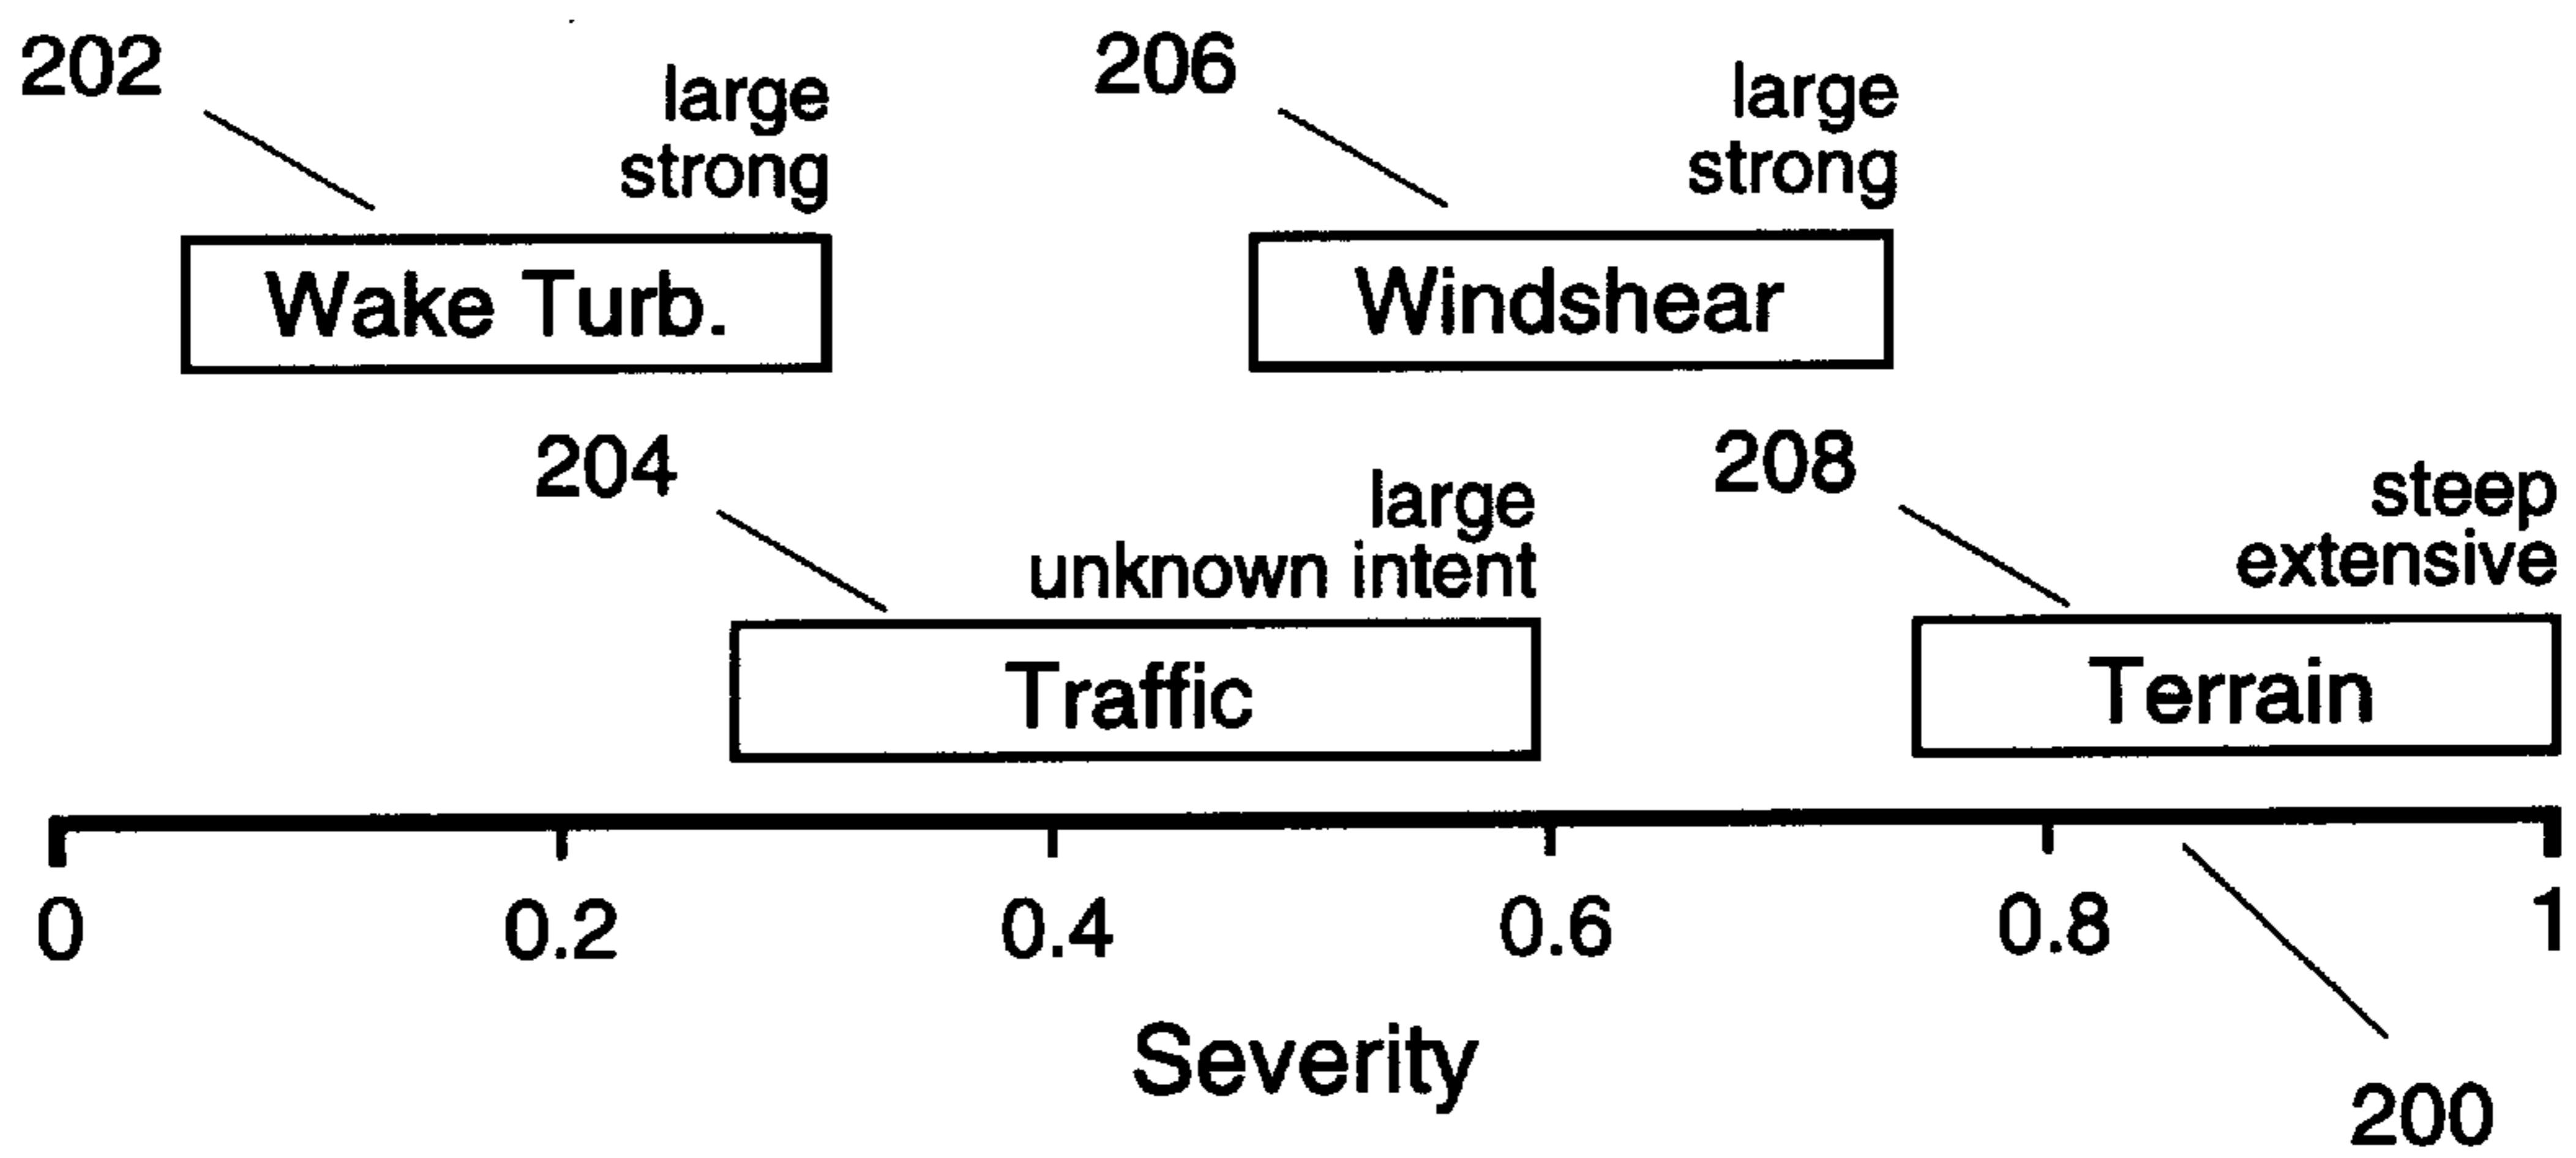 202
large
strong
Wake Turb.
206
large
strong
Windshear
204
large
unknown intent
Traffic
208
steep
extensive
Terrain
0 0.2 0.4 0.6 0.8 1
Severity
200